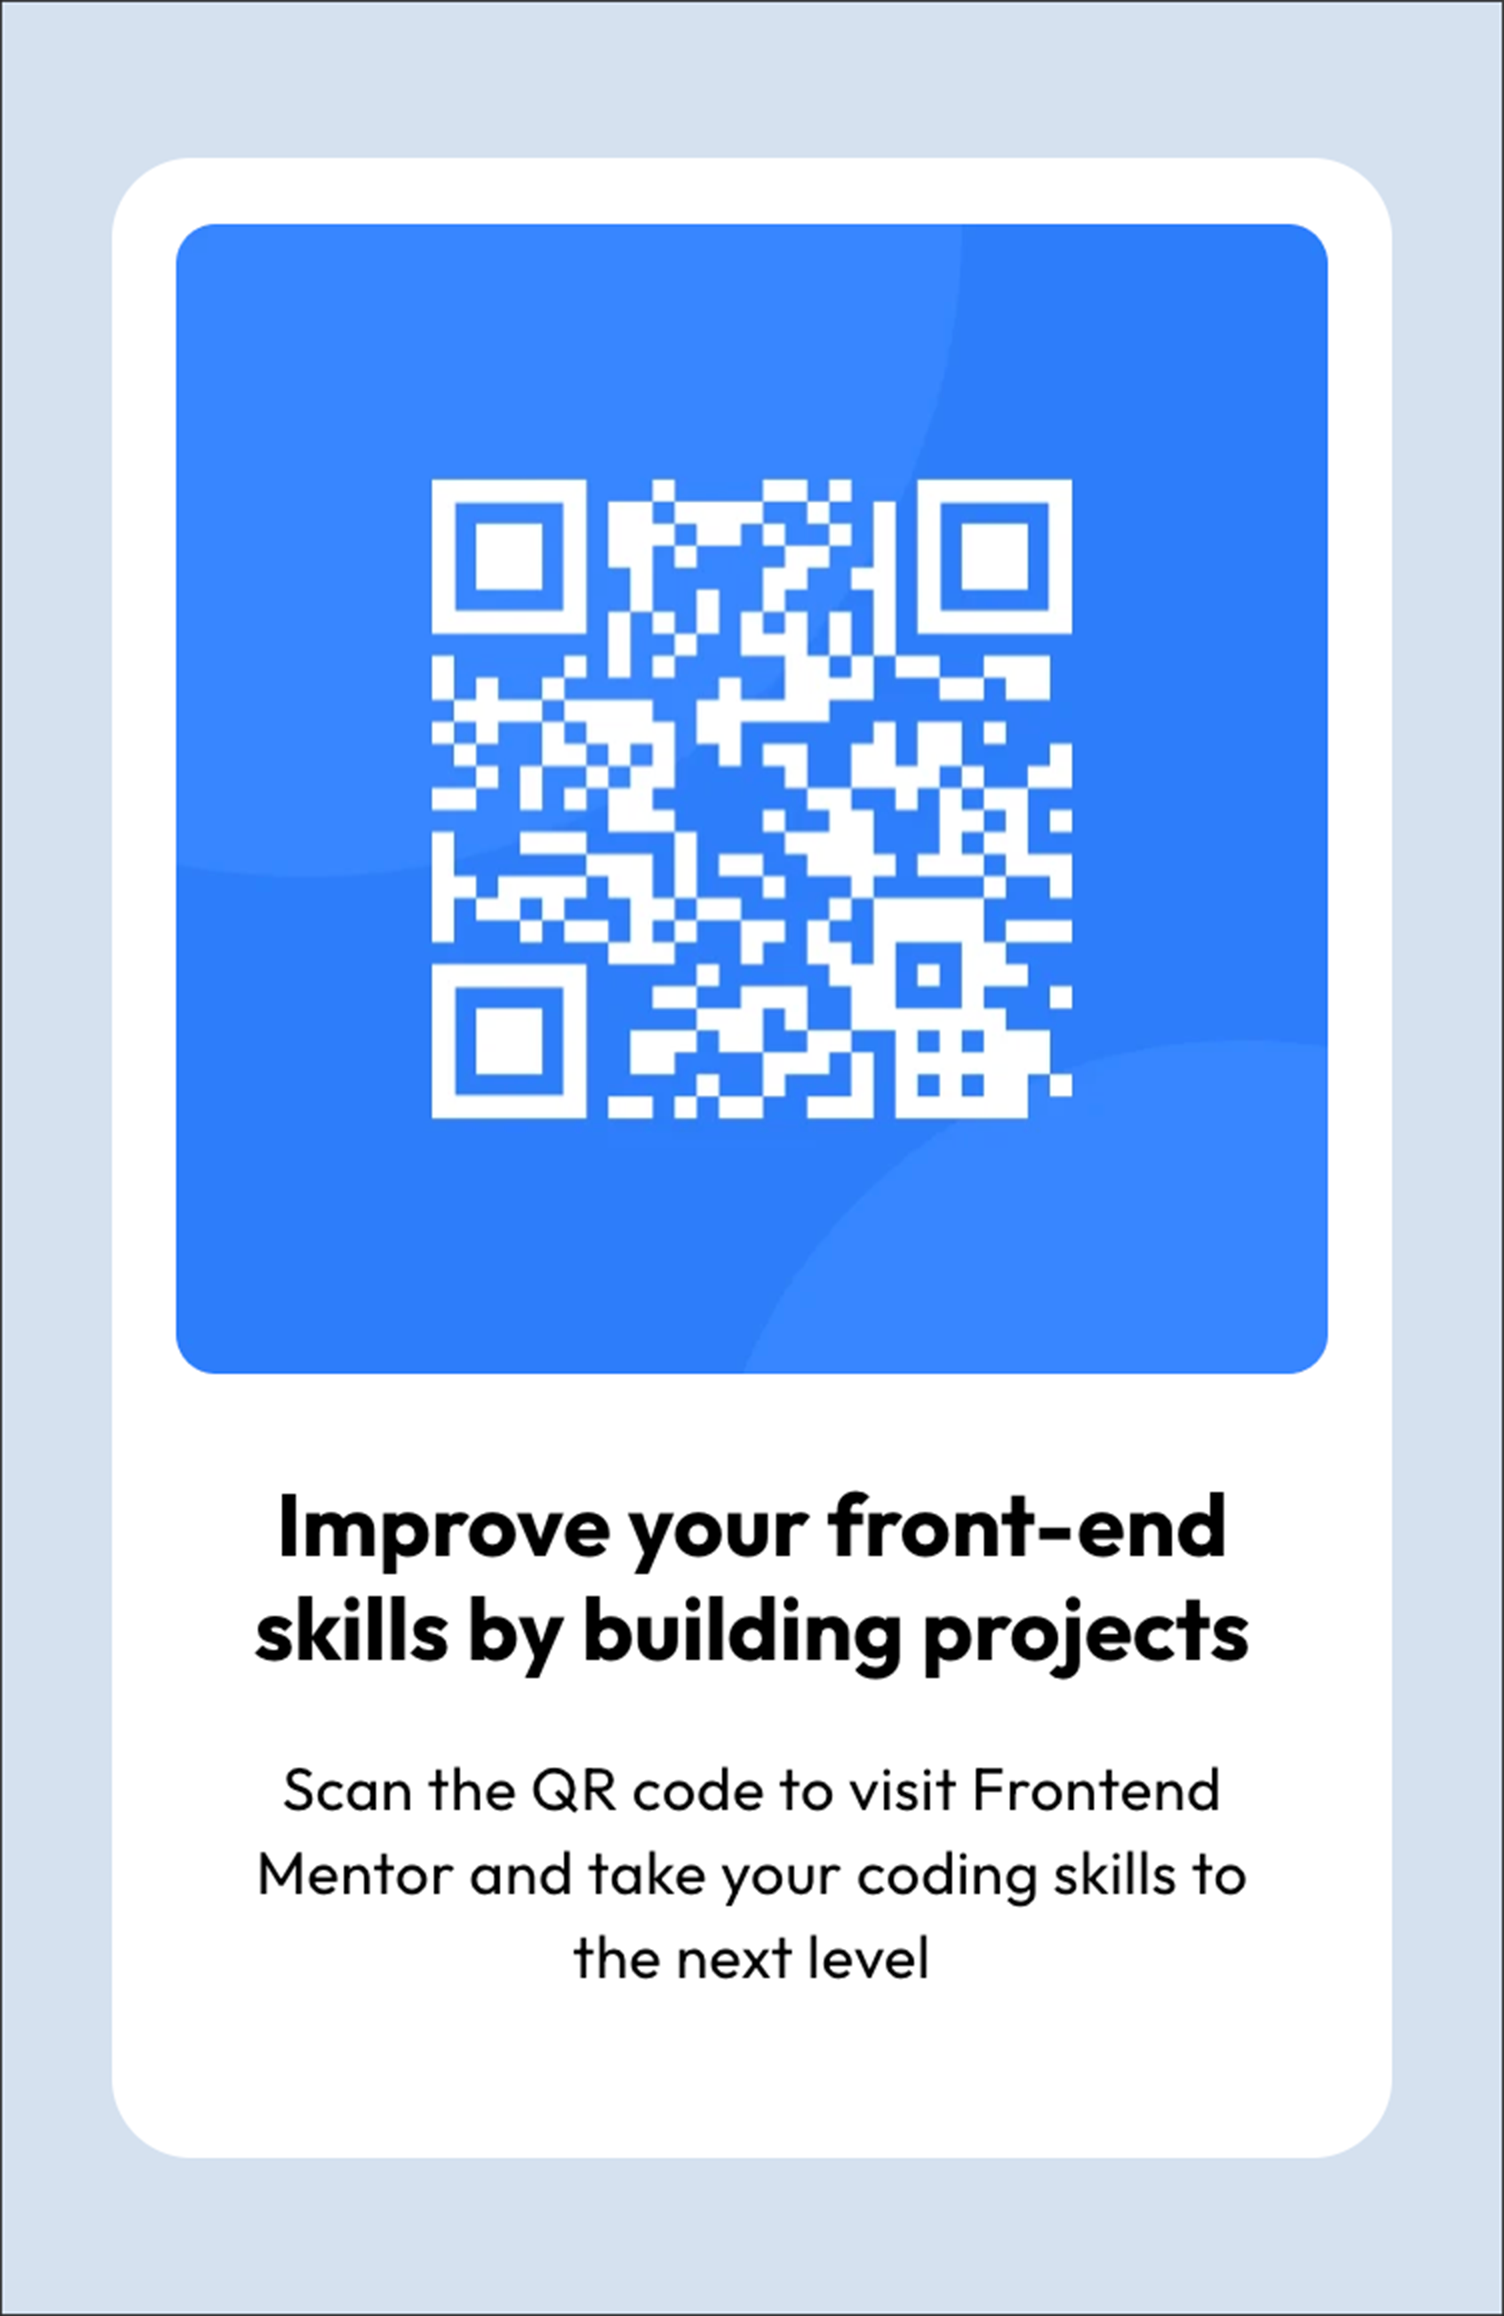 Improve your front-end
skills by building projects
Scan the QR code to visit Frontend
Mentor and take your coding skills to
the next level